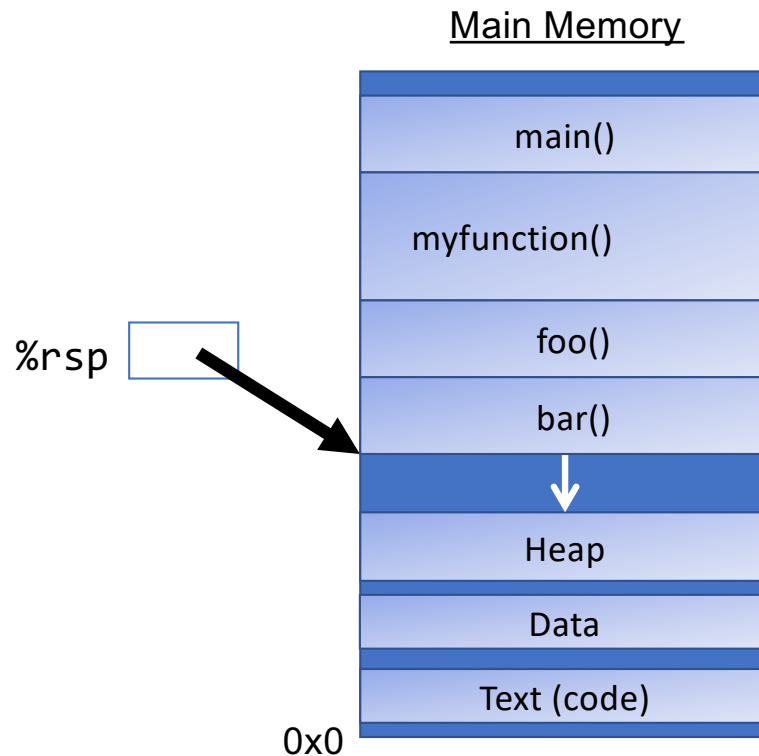 Main Memory
main()
myfunction()
%rsp
foo()
bar()
Heap
Data
Text (code)
0x0